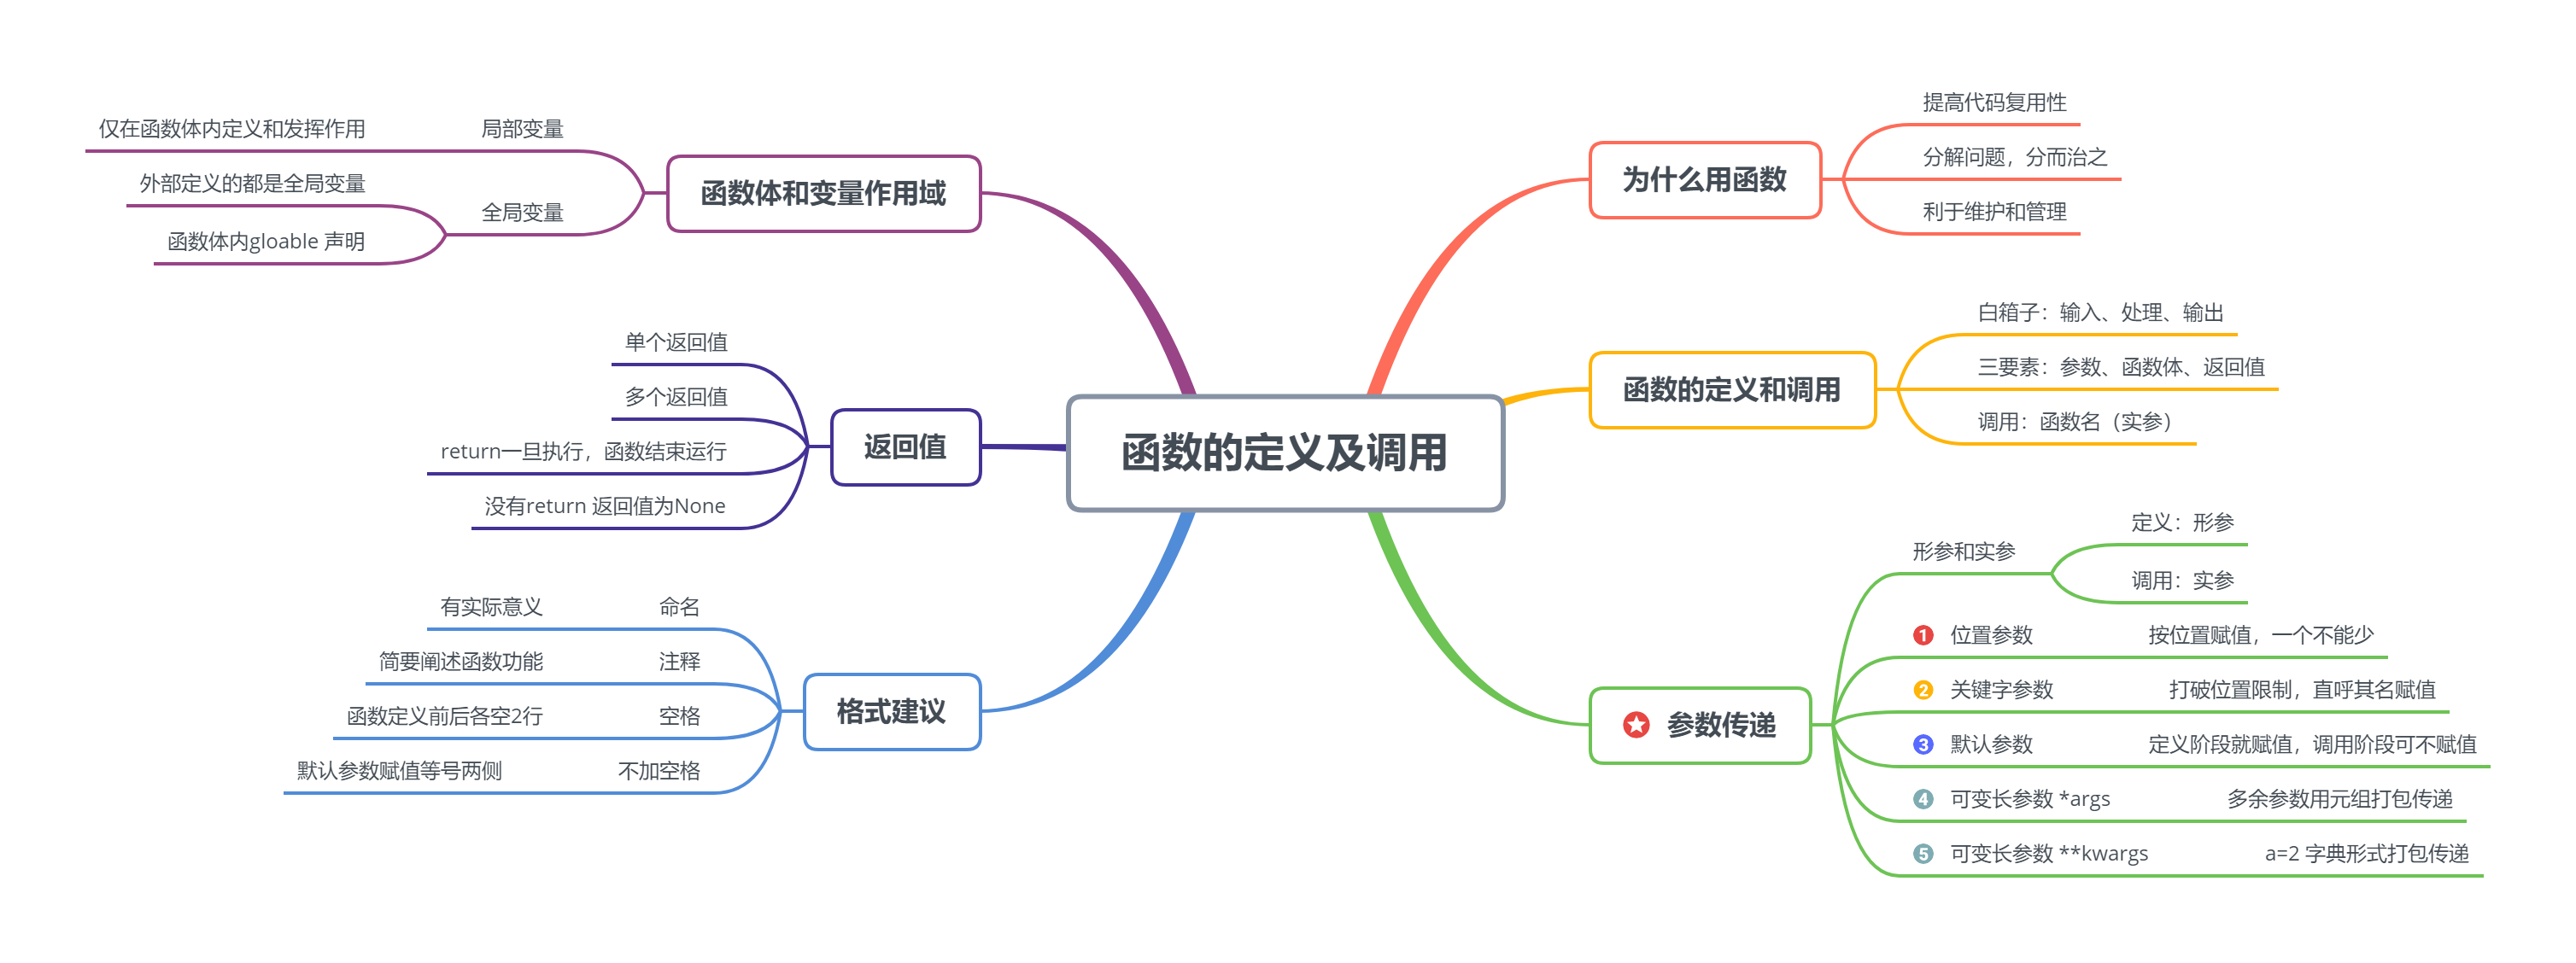 函数的定义及调用
为什么用函数
提高代码复用性
分解问题，分而治之
利于维护和管理
函数的定义和调用
白箱子：输入、处理、输出
三要素：参数、函数体、返回值
调用：函数名（实参）
参数传递
形参和实参
定义：形参
调用：实参
1 位置参数 按位置赋值，一个不能少
2 关键字参数 打破位置限制，直呼其名赋值
3 默认参数 定义阶段就赋值，调用阶段可不赋值
4 可变长参数 *args 多余参数用元组打包传递
5 可变长参数 **kwargs a=2 字典形式打包传递
函数体和变量作用域
局部变量
仅在函数体内定义和发挥作用
全局变量
外部定义的都是全局变量
函数体内gloable 声明
返回值
单个返回值
多个返回值
return一旦执行，函数结束运行
没有return 返回值为None
格式建议
命名
有实际意义
注释
简要阐述函数功能
空格
函数定义前后各空2行
不加空格
默认参数赋值等号两侧